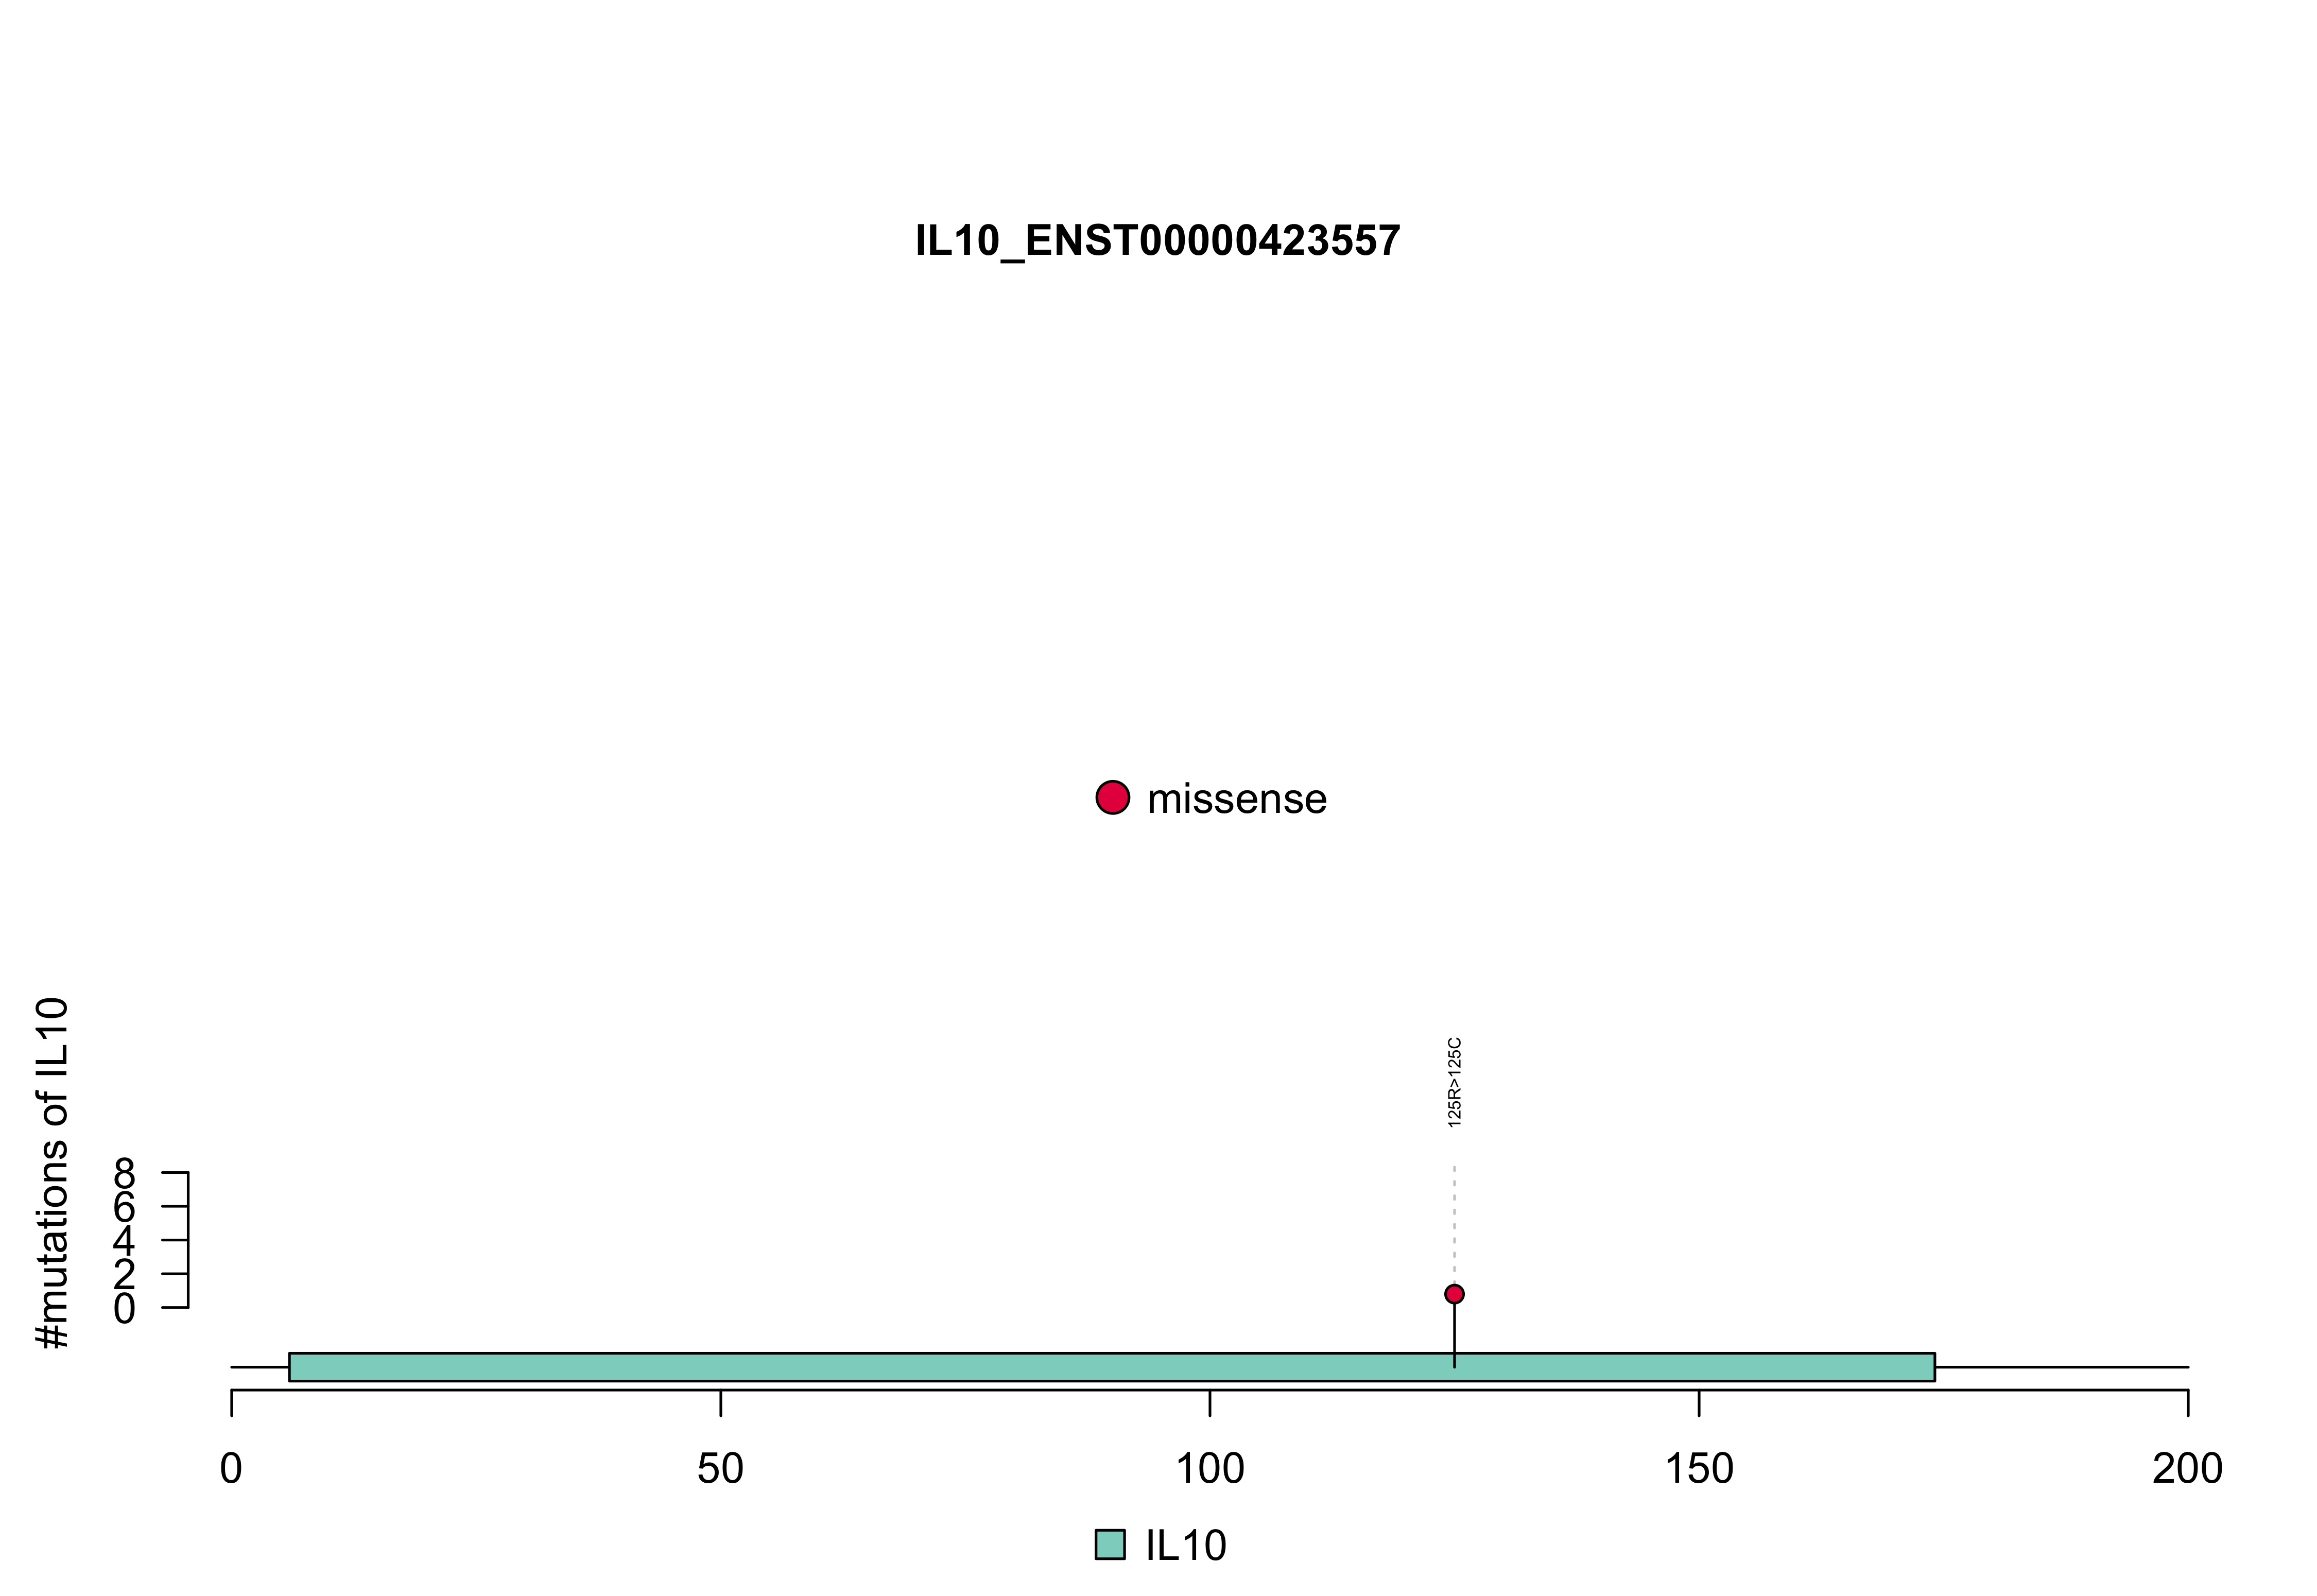 IL10_ENST00000423557
missense
125R>125C
#mutations of IL10
8
6
4
2
0
0 50 100 150 200
IL10